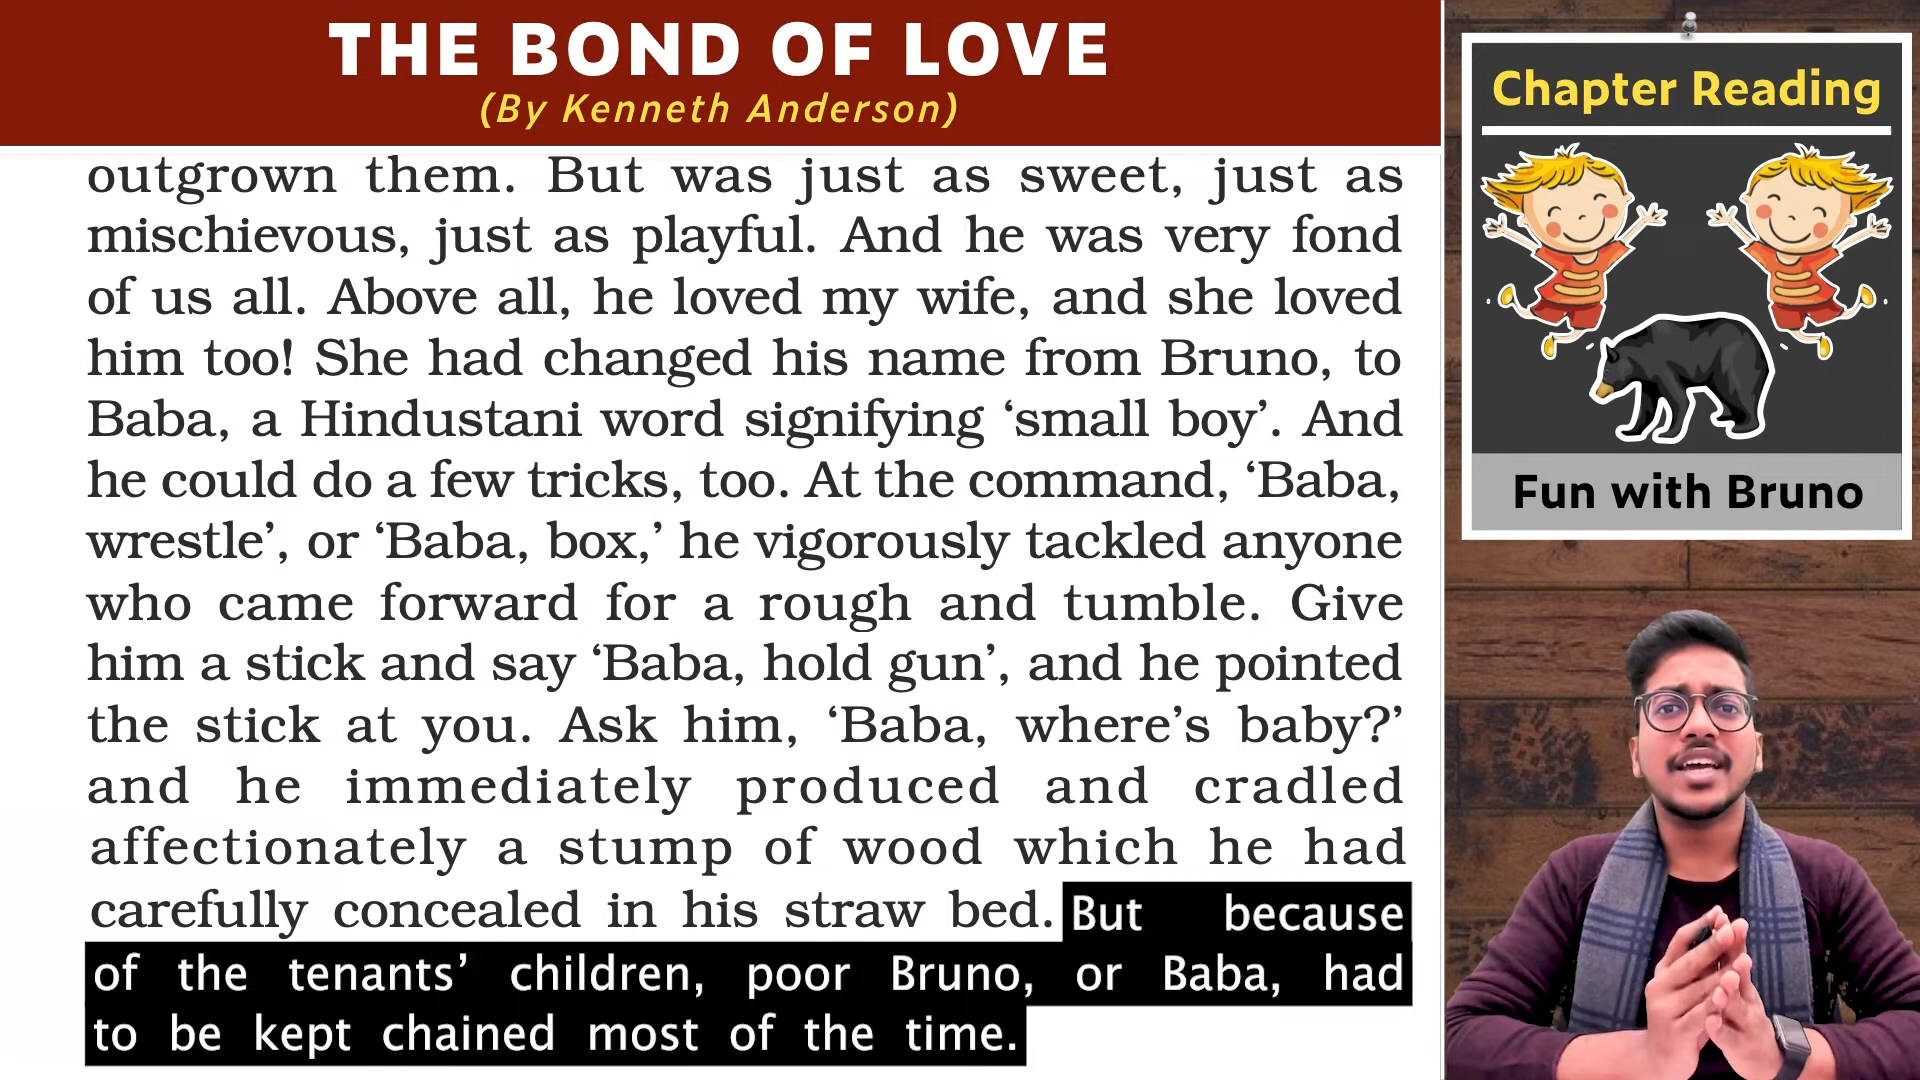 THE BOND OF LOVE
(By Kenneth Anderson)
outgrown them. But was just as sweet, just as
mischievous, just as playful. And he was very fond
of us all. Above all, he loved my wife, and she loved
him too! She had changed his name from Bruno, to
Baba, a Hindustani word signifying ‘small boy’. And
he could do a few tricks, too. At the command, ‘Baba,
wrestle’, or ‘Baba, box,’ he vigorously tackled anyone
who came forward for a rough and tumble. Give
him a stick and say ‘Baba, hold gun’, and he pointed
the stick at you. Ask him, ‘Baba, where’s baby?’
and he immediately produced and cradled
affectionately a stump of wood which he had
carefully concealed in his straw bed. But because
of the tenants’ children, poor Bruno, or Baba, had
to be kept chained most of the time.
Chapter Reading
Fun with Bruno